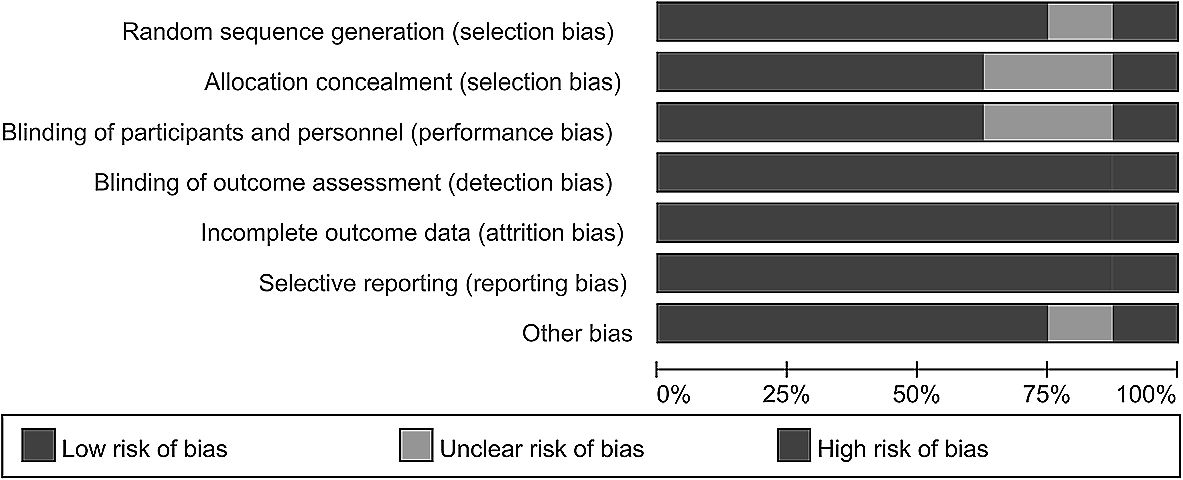 Random sequence generation (selection bias)
Allocation concealment (selection bias)
Blinding of participants and personnel (performance bias)
Blinding of outcome assessment (detection bias)
Incomplete outcome data (attrition bias)
Selective reporting (reporting bias)
Other bias
0% 25% 50% 75% 100%
Low risk of bias Unclear risk of bias High risk of bias